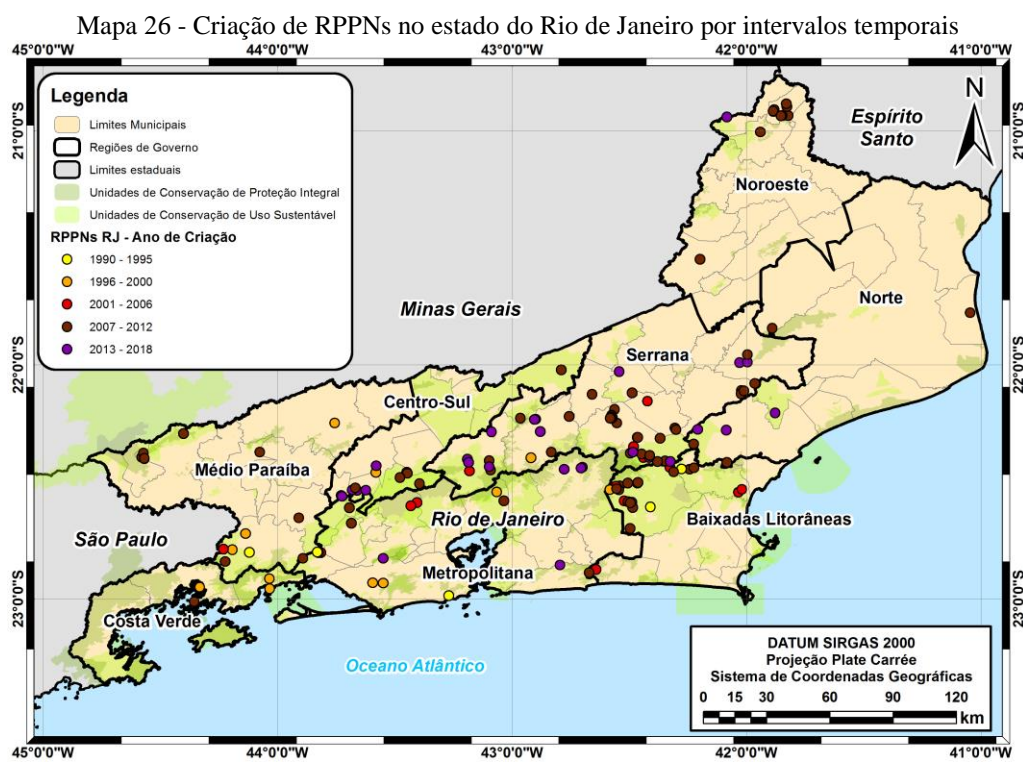 Mapa 26 - Criação de RPPNs no estado do Rio de Janeiro por intervalos temporais
45°0'0"W 44°0'0"W 43°0'0"W 42°0'0"W 41°0'0"W
Legenda
Limites Municipais
Regiões de Governo
Limites estaduais
Unidades de Conservação de Proteção Integral
Unidades de Conservação de Uso Sustentável
RPPNs RJ - Ano de Criação
1990 - 1995
1996 - 2000
2001 - 2006
2007 - 2012
2013 - 2018
N
Espírito
Santo
21°0'0"S 21°0'0"S
Noroeste
Norte
Minas Gerais
Serrana
22°0'0"S 22°0'0"S
Centro-Sul
Médio Paraíba
Rio de Janeiro
Baixadas Litorâneas
São Paulo
Metropolitana
23°0'0"S 23°0'0"S
Costa Verde
Oceano Atlântico
DATUM SIRGAS 2000
Projeção Plate Carrée
Sistema de Coordenadas Geográficas
0 15 30 60 90 120
km
45°0'0"W 44°0'0"W 43°0'0"W 42°0'0"W 41°0'0"W